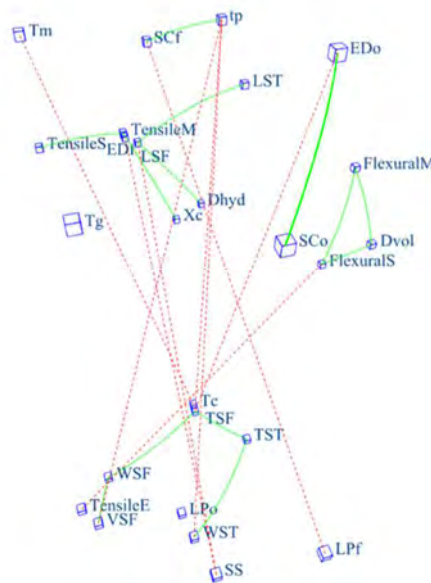 tp
Tm
SCf
EDo
LST
TensileM
TensileS
EDf
LSF
FlexuralM
Dhyd
Xc
Tg
SCo
Dvol
FlexuralS
Tc
TSF
TST
WSF
TensileE
LPo
VSF
WST
LPf
SS